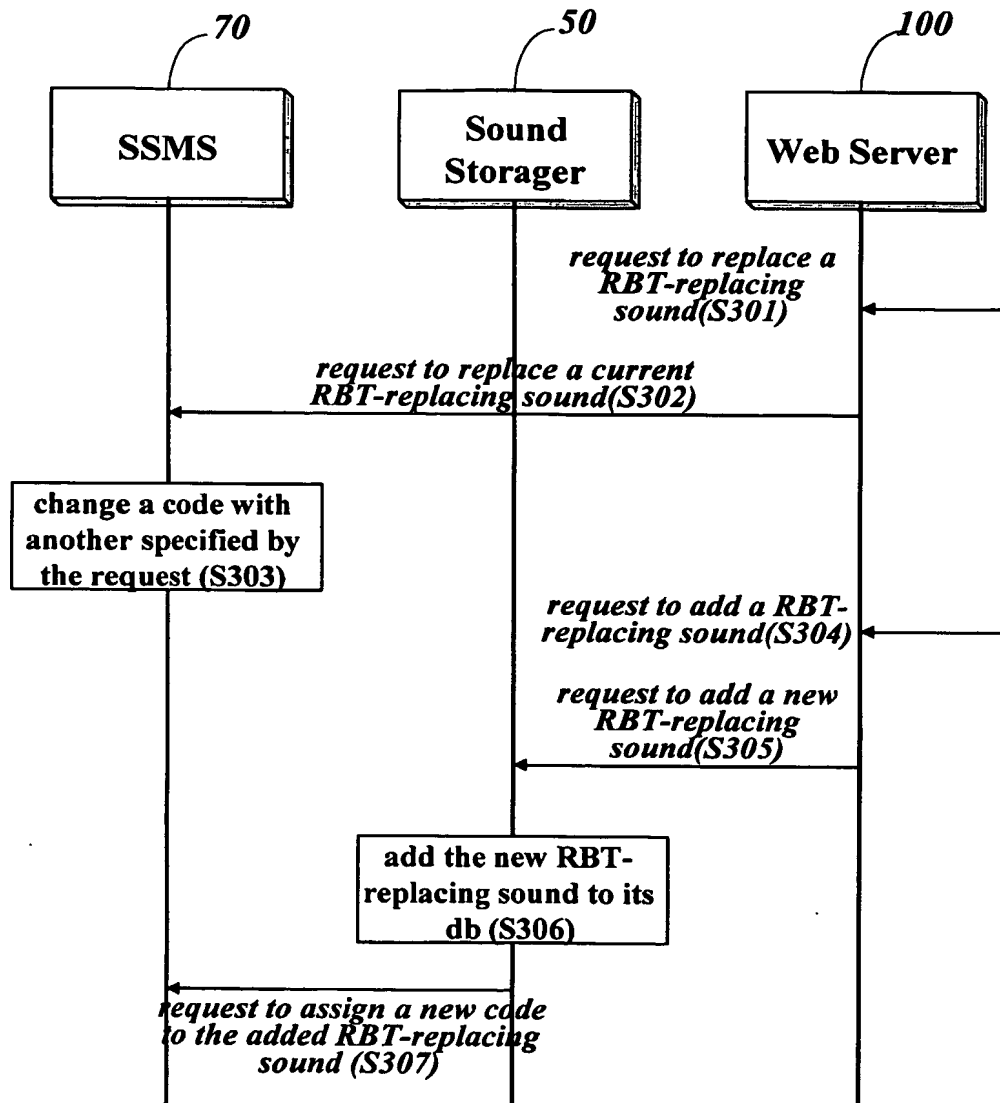 70
50
100
SSMS
Sound
Storager
Web Server
request to replace a
RBT-replacing
sound(S301)
request to replace a current
RBT-replacing sound(S302)
change a code with
another specified by
the request (S303)
request to add a RBT-
replacing sound(S304)
request to add a new
RBT-replacing
sound(S305)
add the new RBT-
replacing sound to its
db (S306)
request to assign a new code
to the added RBT-replacing
sound (S307)